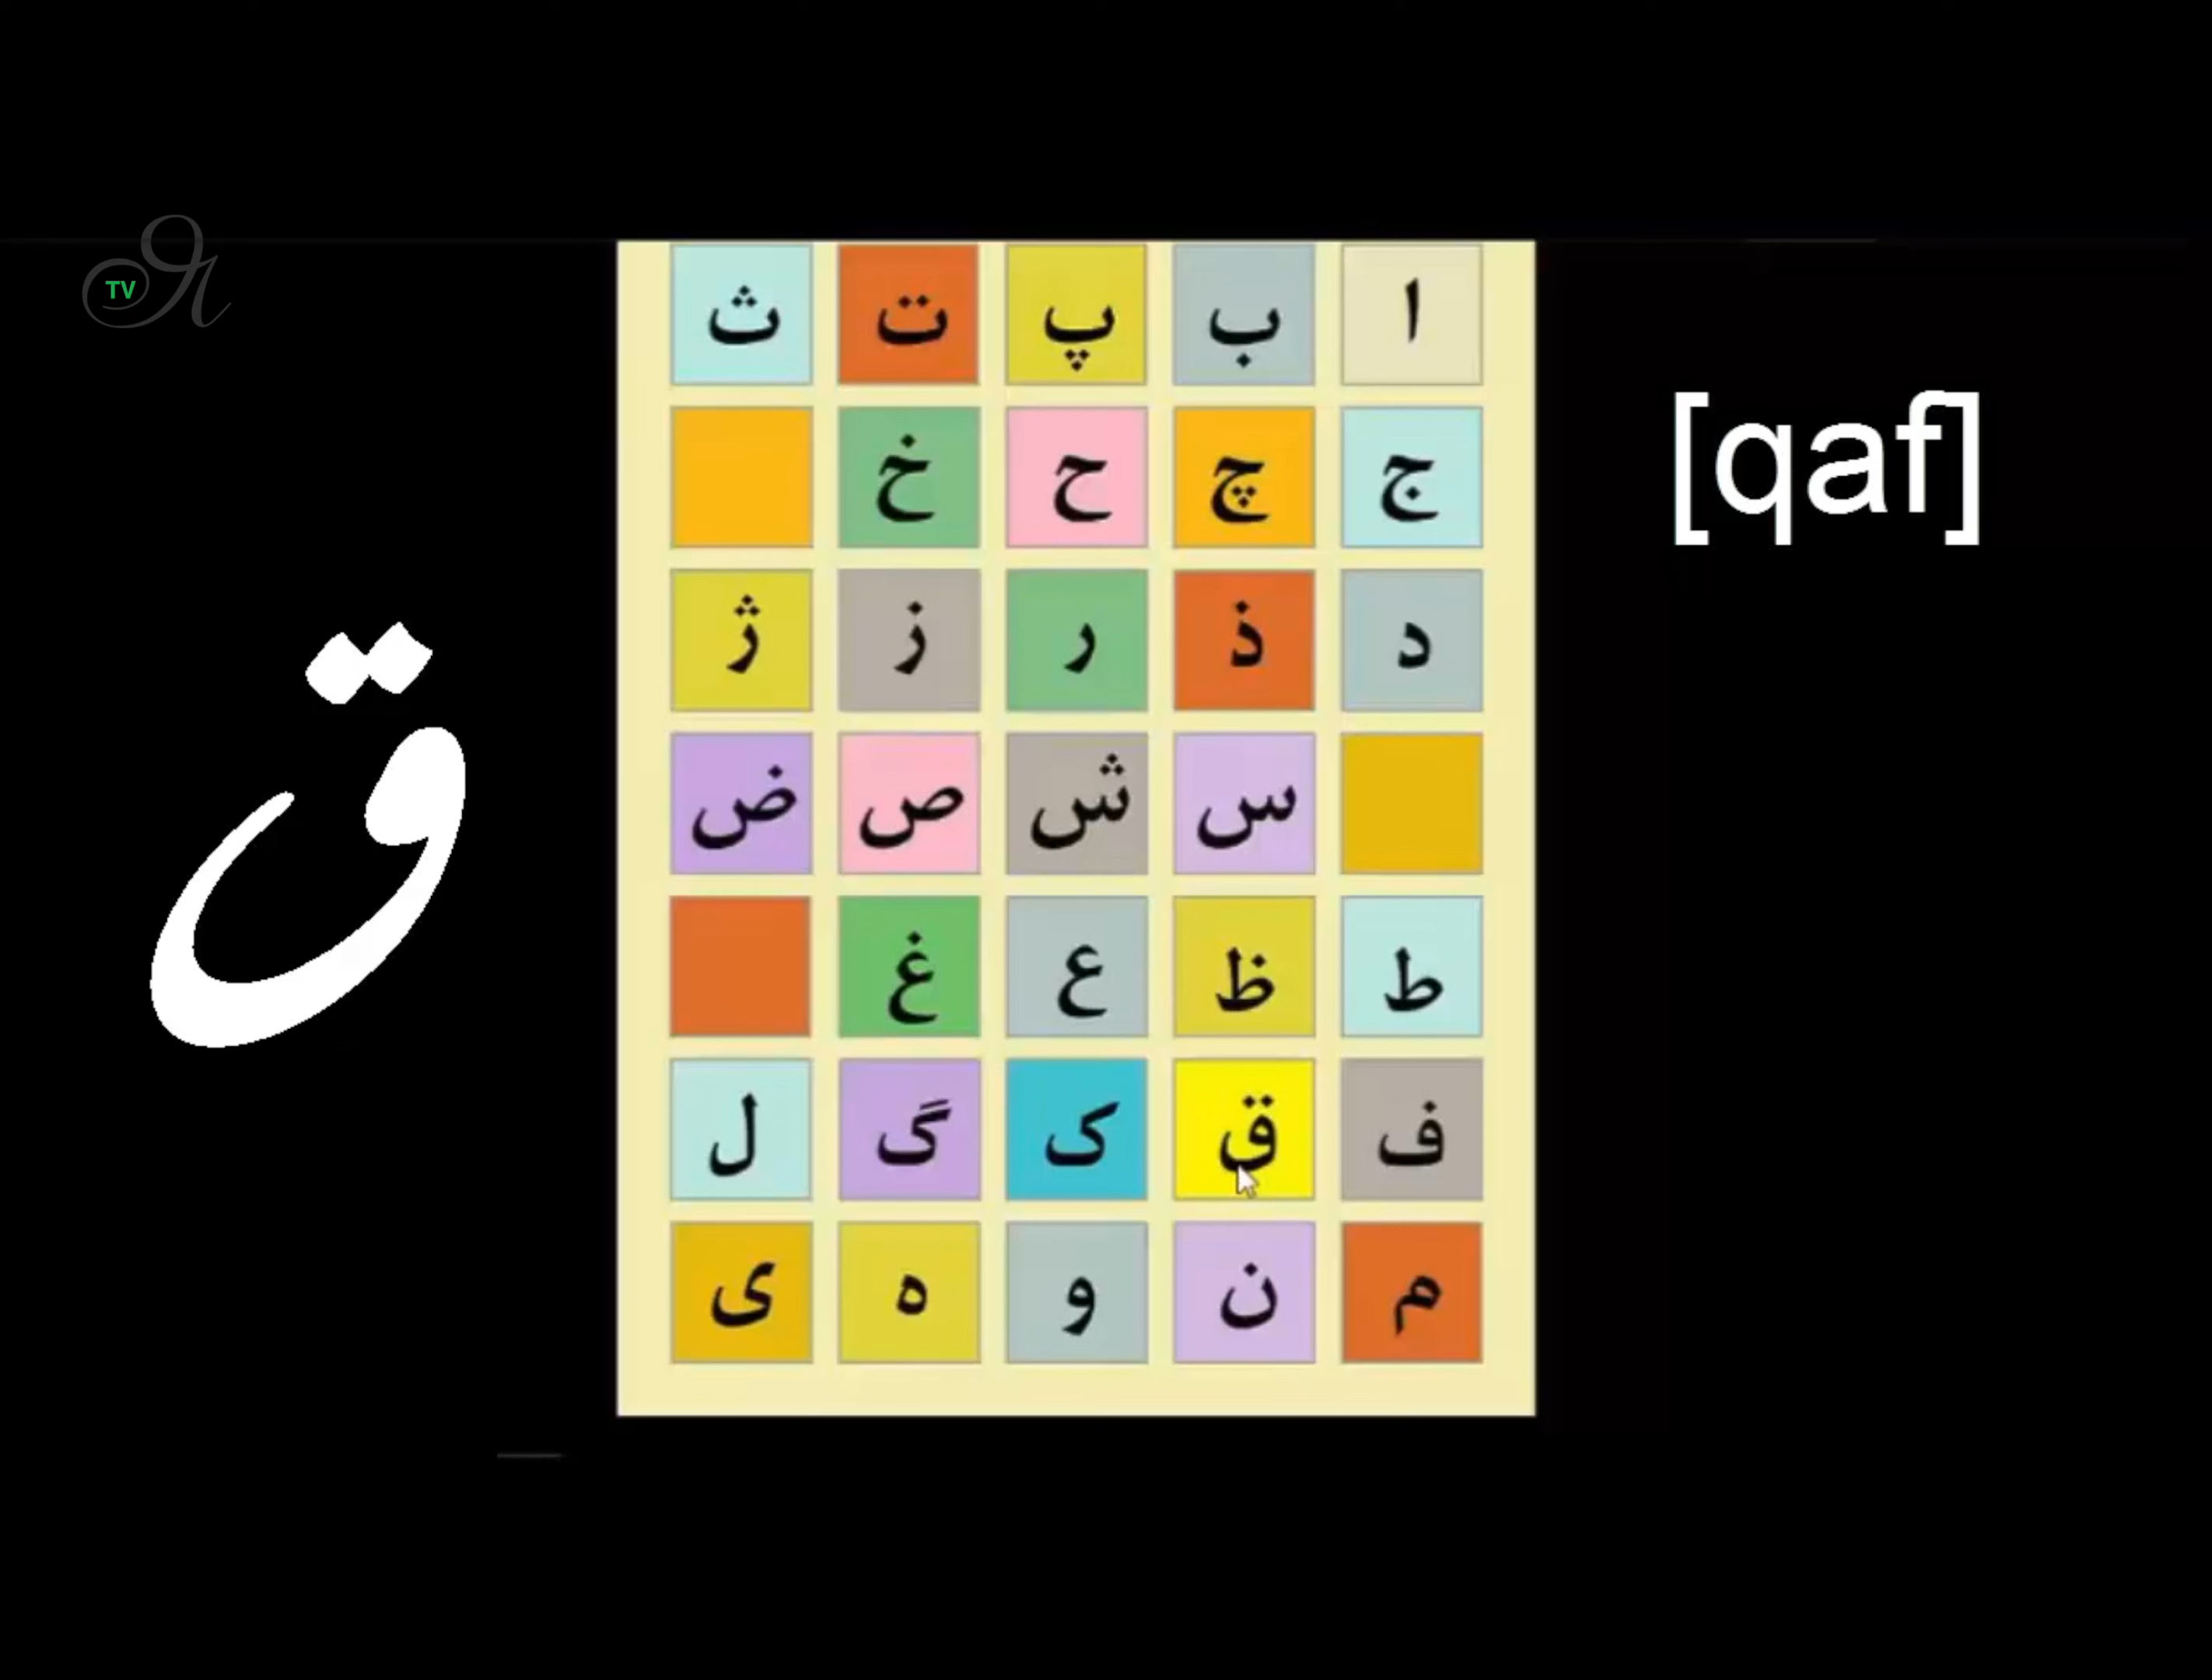 TV
ا ب پ ت ث
ج چ ح خ
د ذ ر ز ژ
س ش ص ض
ط ظ ع غ
ف ق ک گ ل
م ن و ه ی
ق
[qaf]